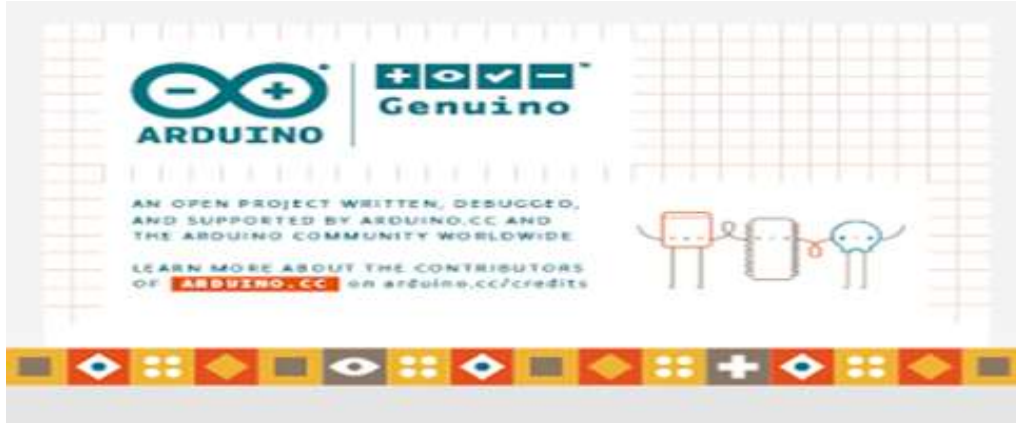 ARDUINO
Genuino
AN OPEN PROJECT WRITTEN, DEBUGGED,
AND SUPPORTED BY ARDUINO.CC AND
THE ARDUINO COMMUNITY WORLDWIDE
LEARN MORE ABOUT THE CONTRIBUTORS
OF ARDUINO.CC on arduino.cc/credits